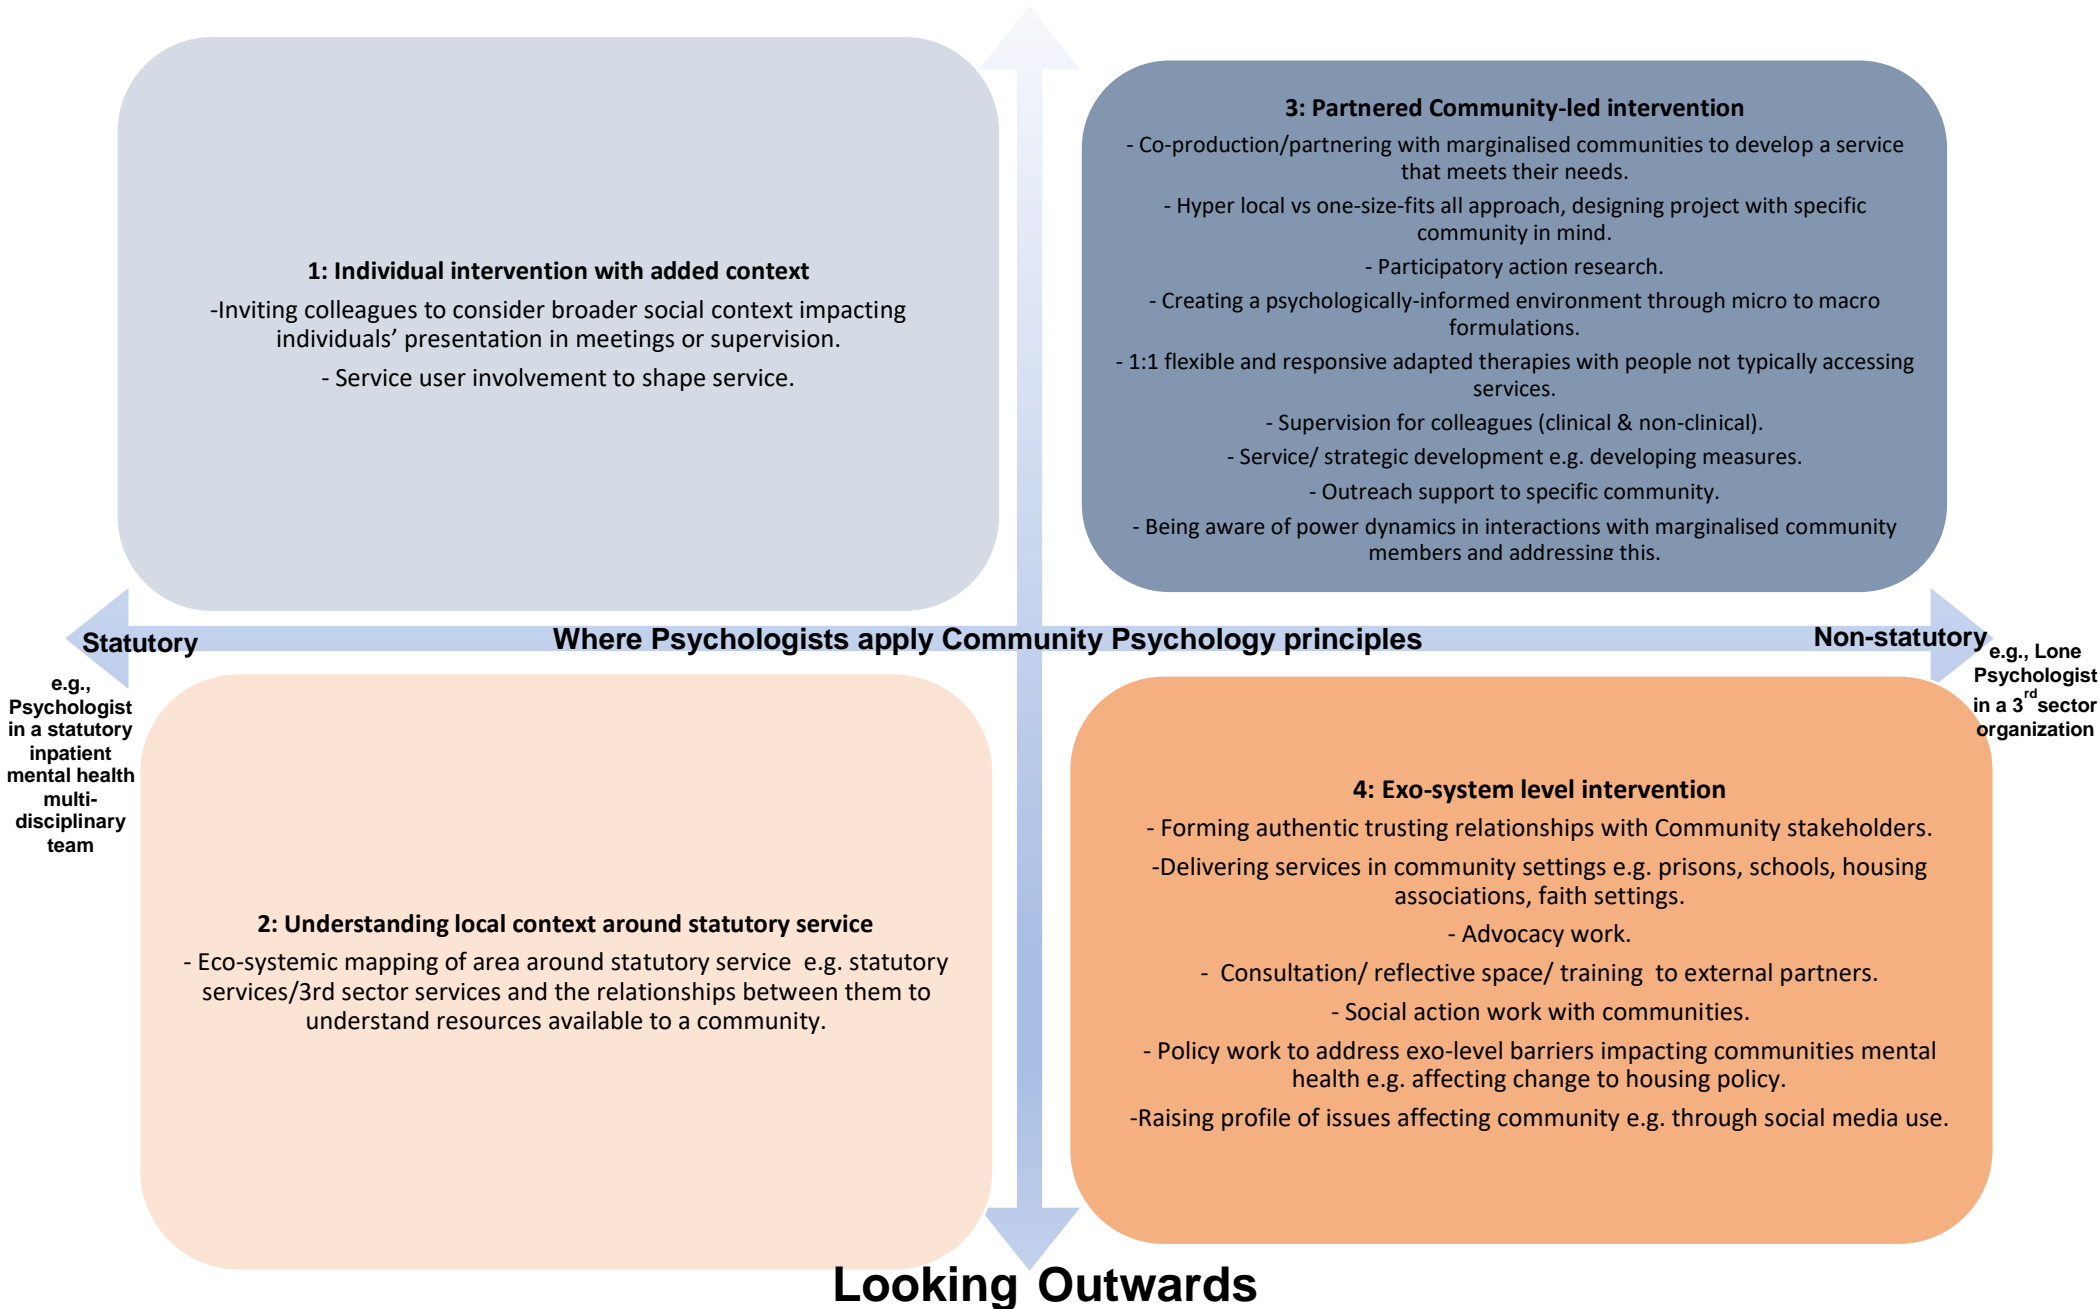 1: Individual intervention with added context
-Inviting colleagues to consider broader social context impacting
individuals’ presentation in meetings or supervision.
- Service user involvement to shape service.
3: Partnered Community-led intervention
- Co-production/partnering with marginalised communities to develop a service
that meets their needs.
- Hyper local vs one-size-fits all approach, designing project with specific
community in mind.
- Participatory action research.
- Creating a psychologically-informed environment through micro to macro
formulations.
- 1:1 flexible and responsive adapted therapies with people not typically accessing
services.
- Supervision for colleagues (clinical & non-clinical).
- Service/ strategic development e.g. developing measures.
- Outreach support to specific community.
- Being aware of power dynamics in interactions with marginalised community
members and addressing this.
Statutory
Where Psychologists apply Community Psychology principles
Non-statutory
e.g.,
Psychologist
in a statutory
inpatient
mental health
multi-
disciplinary
team
e.g., Lone
Psychologist
in a 3rd sector
organization
2: Understanding local context around statutory service
- Eco-systemic mapping of area around statutory service e.g. statutory
services/3rd sector services and the relationships between them to
understand resources available to a community.
4: Exo-system level intervention
- Forming authentic trusting relationships with Community stakeholders.
-Delivering services in community settings e.g. prisons, schools, housing
associations, faith settings.
- Advocacy work.
- Consultation/ reflective space/ training to external partners.
- Social action work with communities.
- Policy work to address exo-level barriers impacting communities mental
health e.g. affecting change to housing policy.
-Raising profile of issues affecting community e.g. through social media use.
Looking Outwards